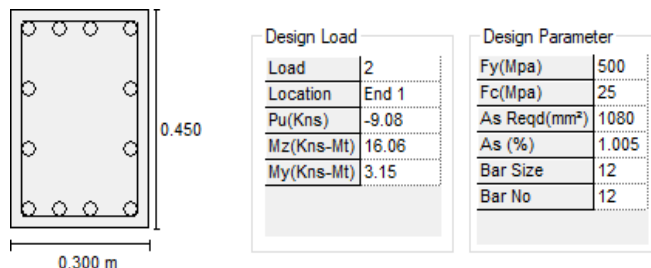 0.450
0.300 m
Design Load
Load 2
Location End 1
Pu(Kns) -9.08
Mz(Kns-Mt) 16.06
My(Kns-Mt) 3.15
Design Parameter
Fy(Mpa) 500
Fc(Mpa) 25
As Reqd(mm²) 1080
As (%) 1.005
Bar Size 12
Bar No 12